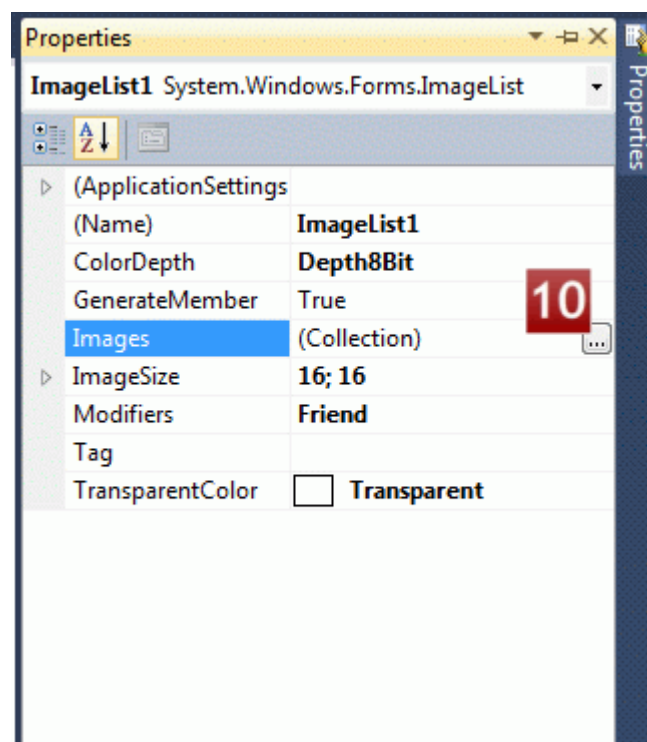 Properties
ImageList1 System.Windows.Forms.ImageList
Properties
(ApplicationSettings
(Name) ImageList1
ColorDepth Depth8Bit
GenerateMember True
10
Images (Collection) ...
ImageSize 16; 16
Modifiers Friend
Tag
TransparentColor Transparent